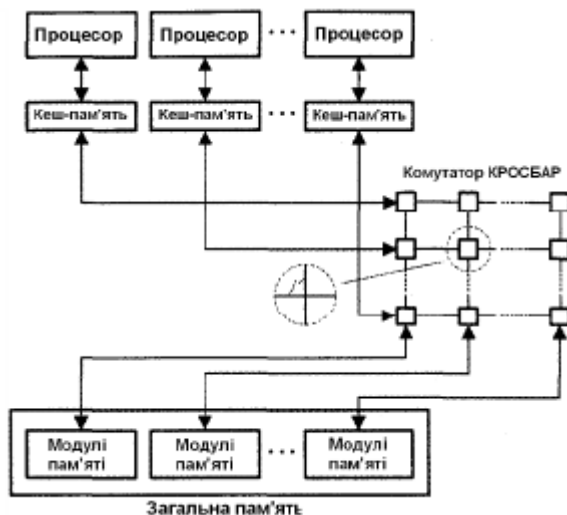 Процесор Процесор ··· Процесор
Кеш-пам'ять Кеш-пам'ять ··· Кеш-пам'ять
Комутатор КРОСБАР
Модулі пам'яті Модулі пам'яті ··· Модулі пам'яті
Загальна пам'ять